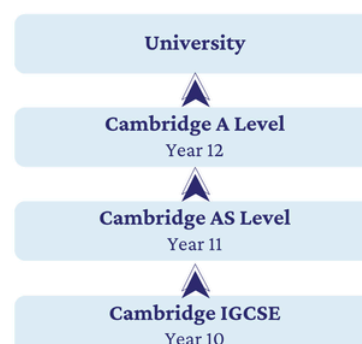 University
Cambridge A Level
Year 12
Cambridge AS Level
Year 11
Cambridge IGCSE
Year 10